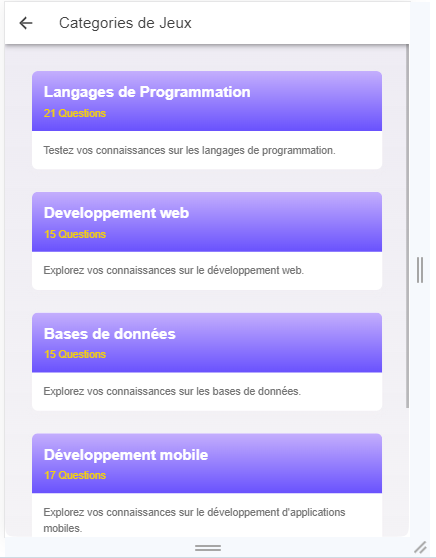 Categories de Jeux
Langages de Programmation
21 Questions
Testez vos connaissances sur les langages de programmation.
Developpement web
15 Questions
Explorez vos connaissances sur le développement web.
Bases de données
15 Questions
Explorez vos connaissances sur les bases de données.
Développement mobile
17 Questions
Explorez vos connaissances sur le développement d'applications
mobiles.